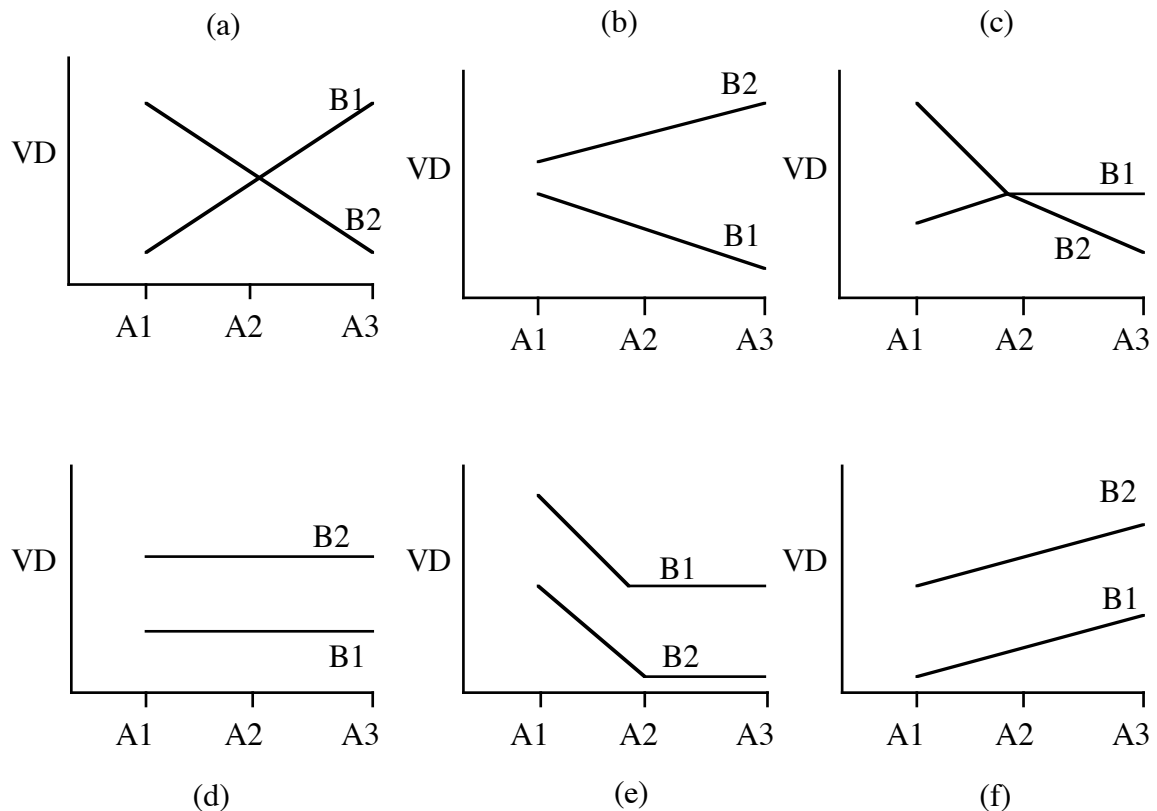 (a) (b) (c)
B1 B2
VD VD VD B1
B2 B1 B2
A1 A2 A3 A1 A2 A3 A1 A2 A3
B2 B2
VD VD B1 VD B1
B1 B2
A1 A2 A3 A1 A2 A3 A1 A2 A3
(d) (e) (f)